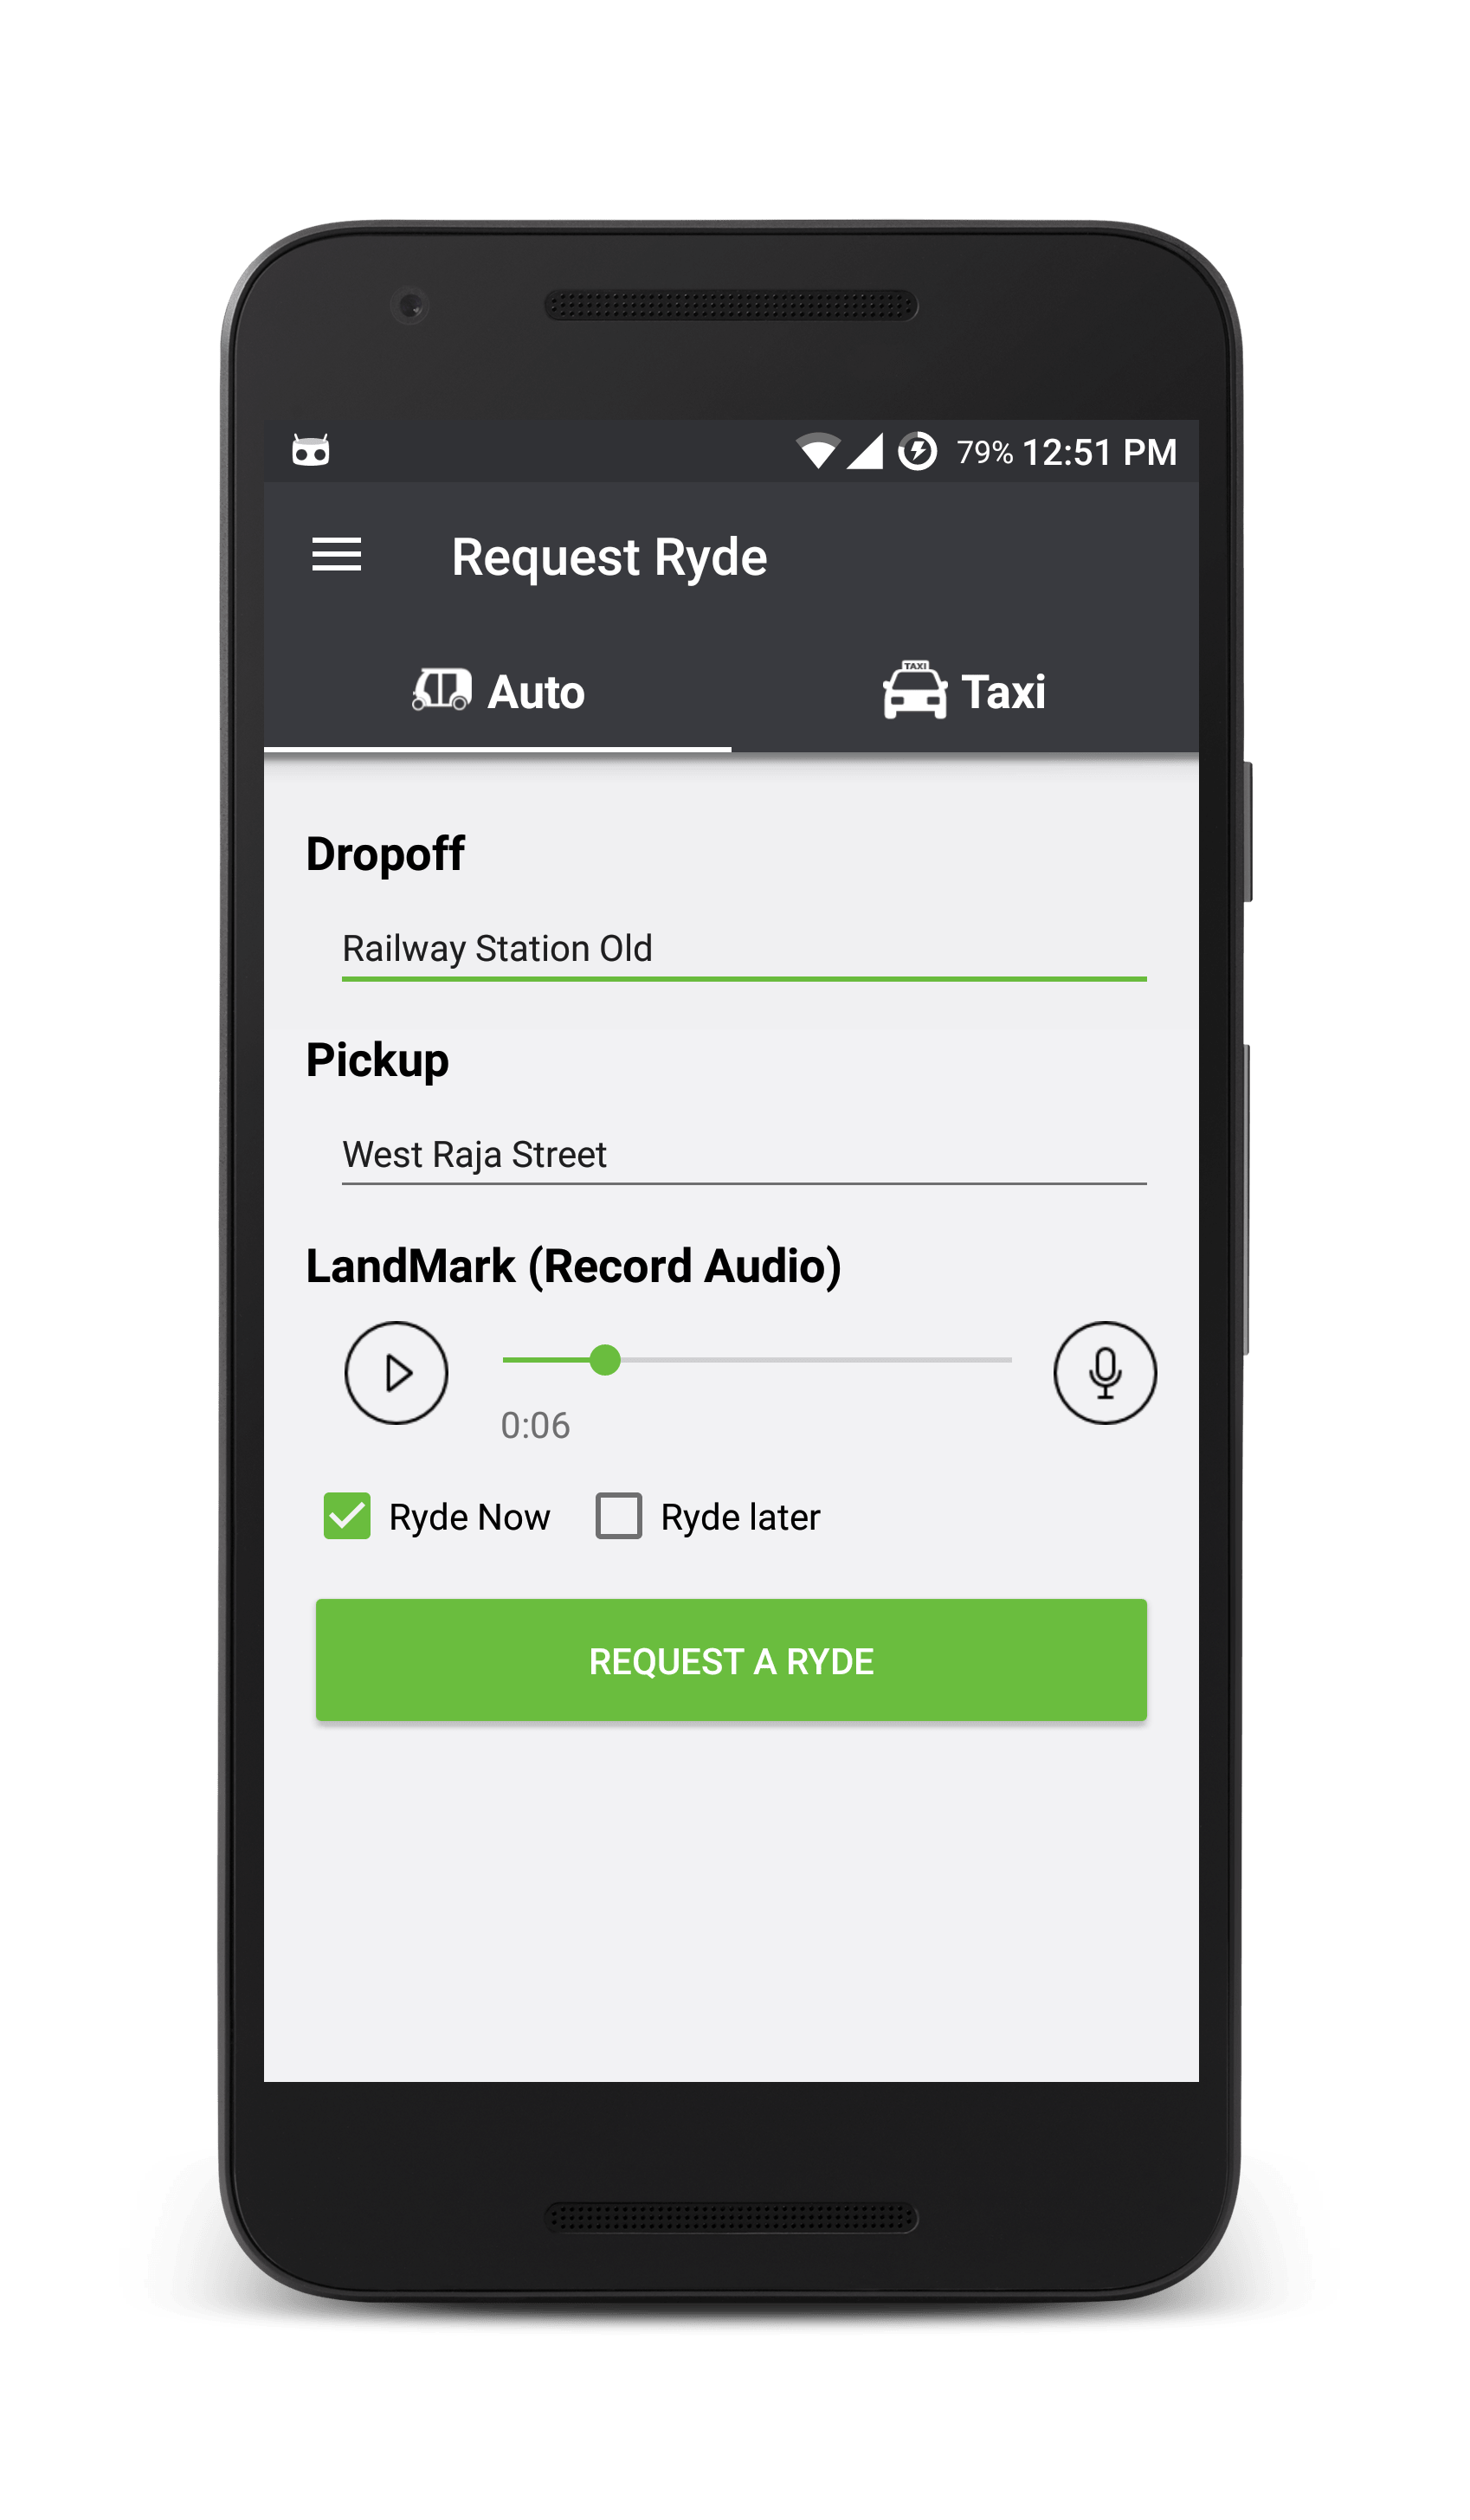 79% 12:51 PM
Request Ryde
Auto
TAXI Taxi
Dropoff
Railway Station Old
Pickup
West Raja Street
LandMark (Record Audio)
0:06
Ryde Now Ryde later
REQUEST A RYDE